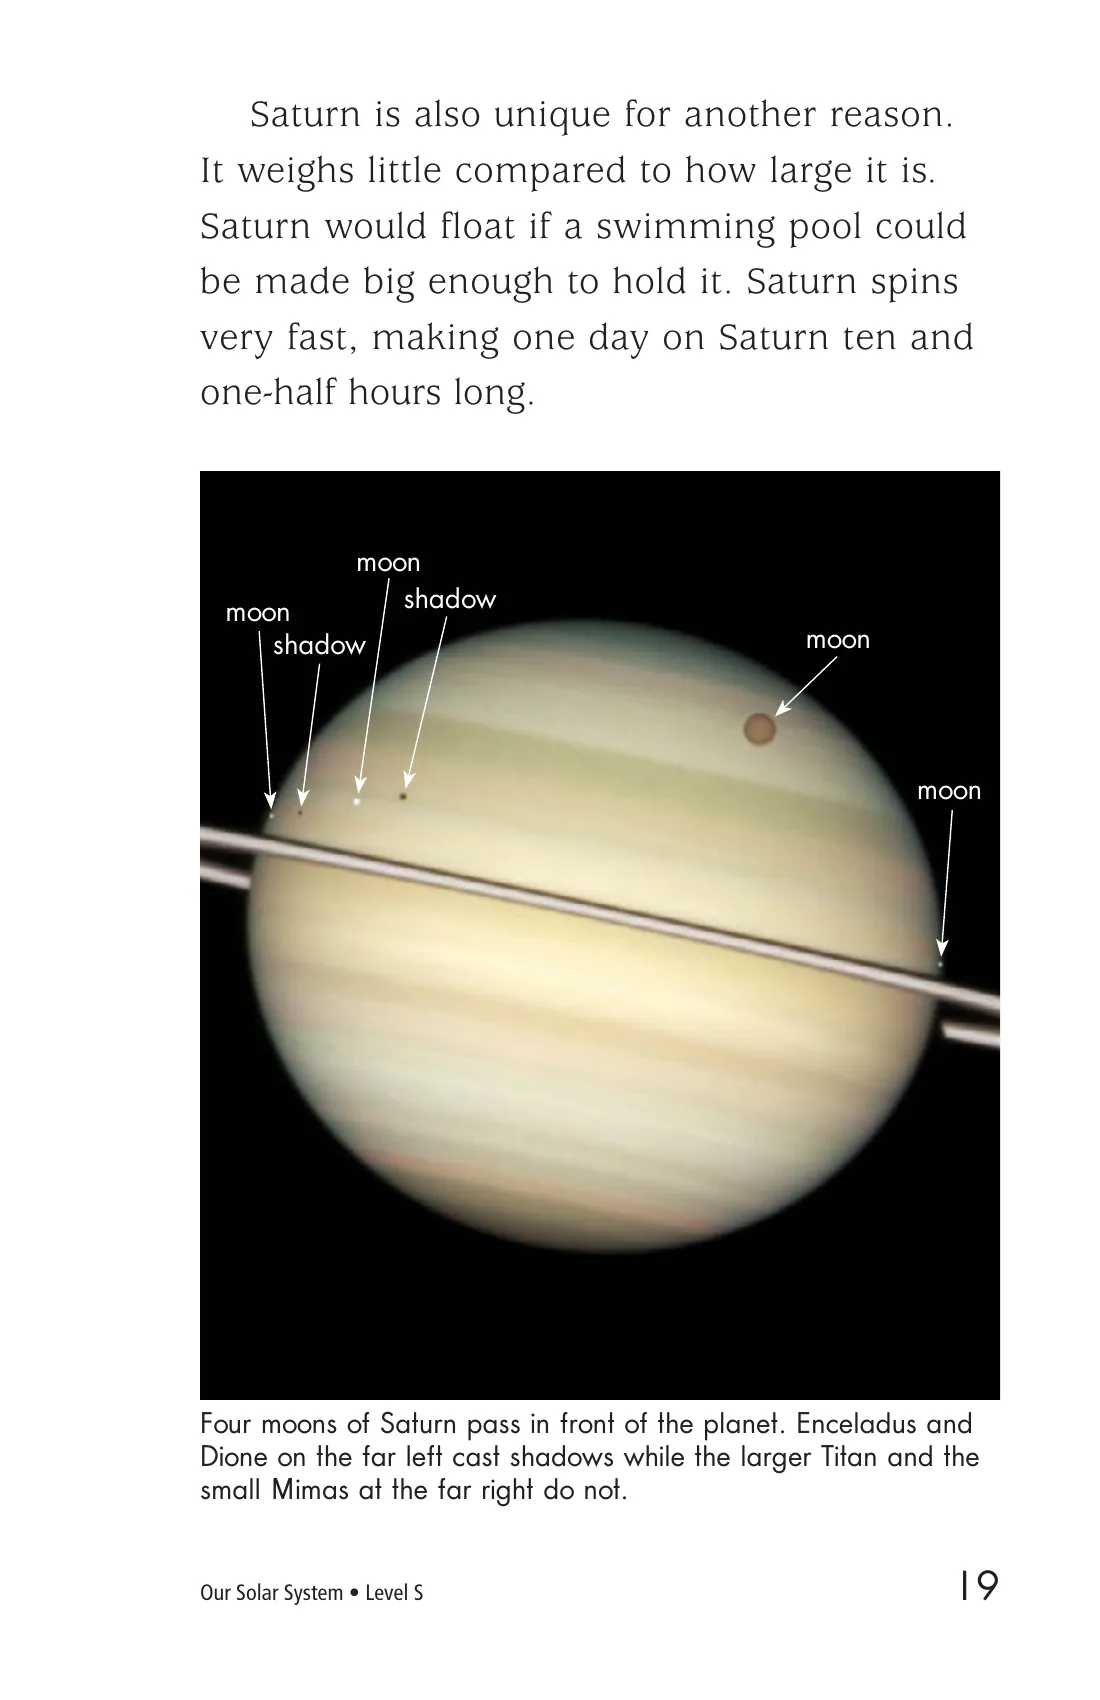 Saturn is also unique for another reason.
It weighs little compared to how large it is.
Saturn would float if a swimming pool could
be made big enough to hold it. Saturn spins
very fast, making one day on Saturn ten and
one-half hours long.
moon
shadow
moon
shadow
moon
moon
Four moons of Saturn pass in front of the planet. Enceladus and
Dione on the far left cast shadows while the larger Titan and the
small Mimas at the far right do not.
Our Solar System • Level S
19